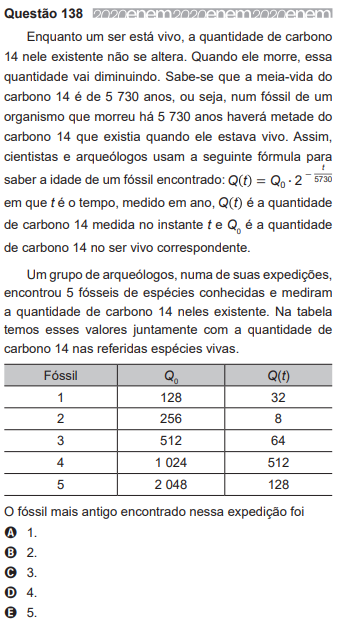 Questão 138 2020enem2020enem2020enem
Enquanto um ser está vivo, a quantidade de carbono
14 nele existente não se altera. Quando ele morre, essa
quantidade vai diminuindo. Sabe-se que a meia-vida do
carbono 14 é de 5 730 anos, ou seja, num fóssil de um
organismo que morreu há 5 730 anos haverá metade do
carbono 14 que existia quando ele estava vivo. Assim,
cientistas e arqueólogos usam a seguinte fórmula para
saber a idade de um fóssil encontrado: Q(t) = Q₀ · 2^(−t/5730)
em que t é o tempo, medido em ano, Q(t) é a quantidade
de carbono 14 medida no instante t e Q₀ é a quantidade
de carbono 14 no ser vivo correspondente.
Um grupo de arqueólogos, numa de suas expedições,
encontrou 5 fósseis de espécies conhecidas e mediram
a quantidade de carbono 14 neles existente. Na tabela
temos esses valores juntamente com a quantidade de
carbono 14 nas referidas espécies vivas.
Fóssil Q₀ Q(t)
1 128 32
2 256 8
3 512 64
4 1 024 512
5 2 048 128
O fóssil mais antigo encontrado nessa expedição foi
A 1.
B 2.
C 3.
D 4.
E 5.